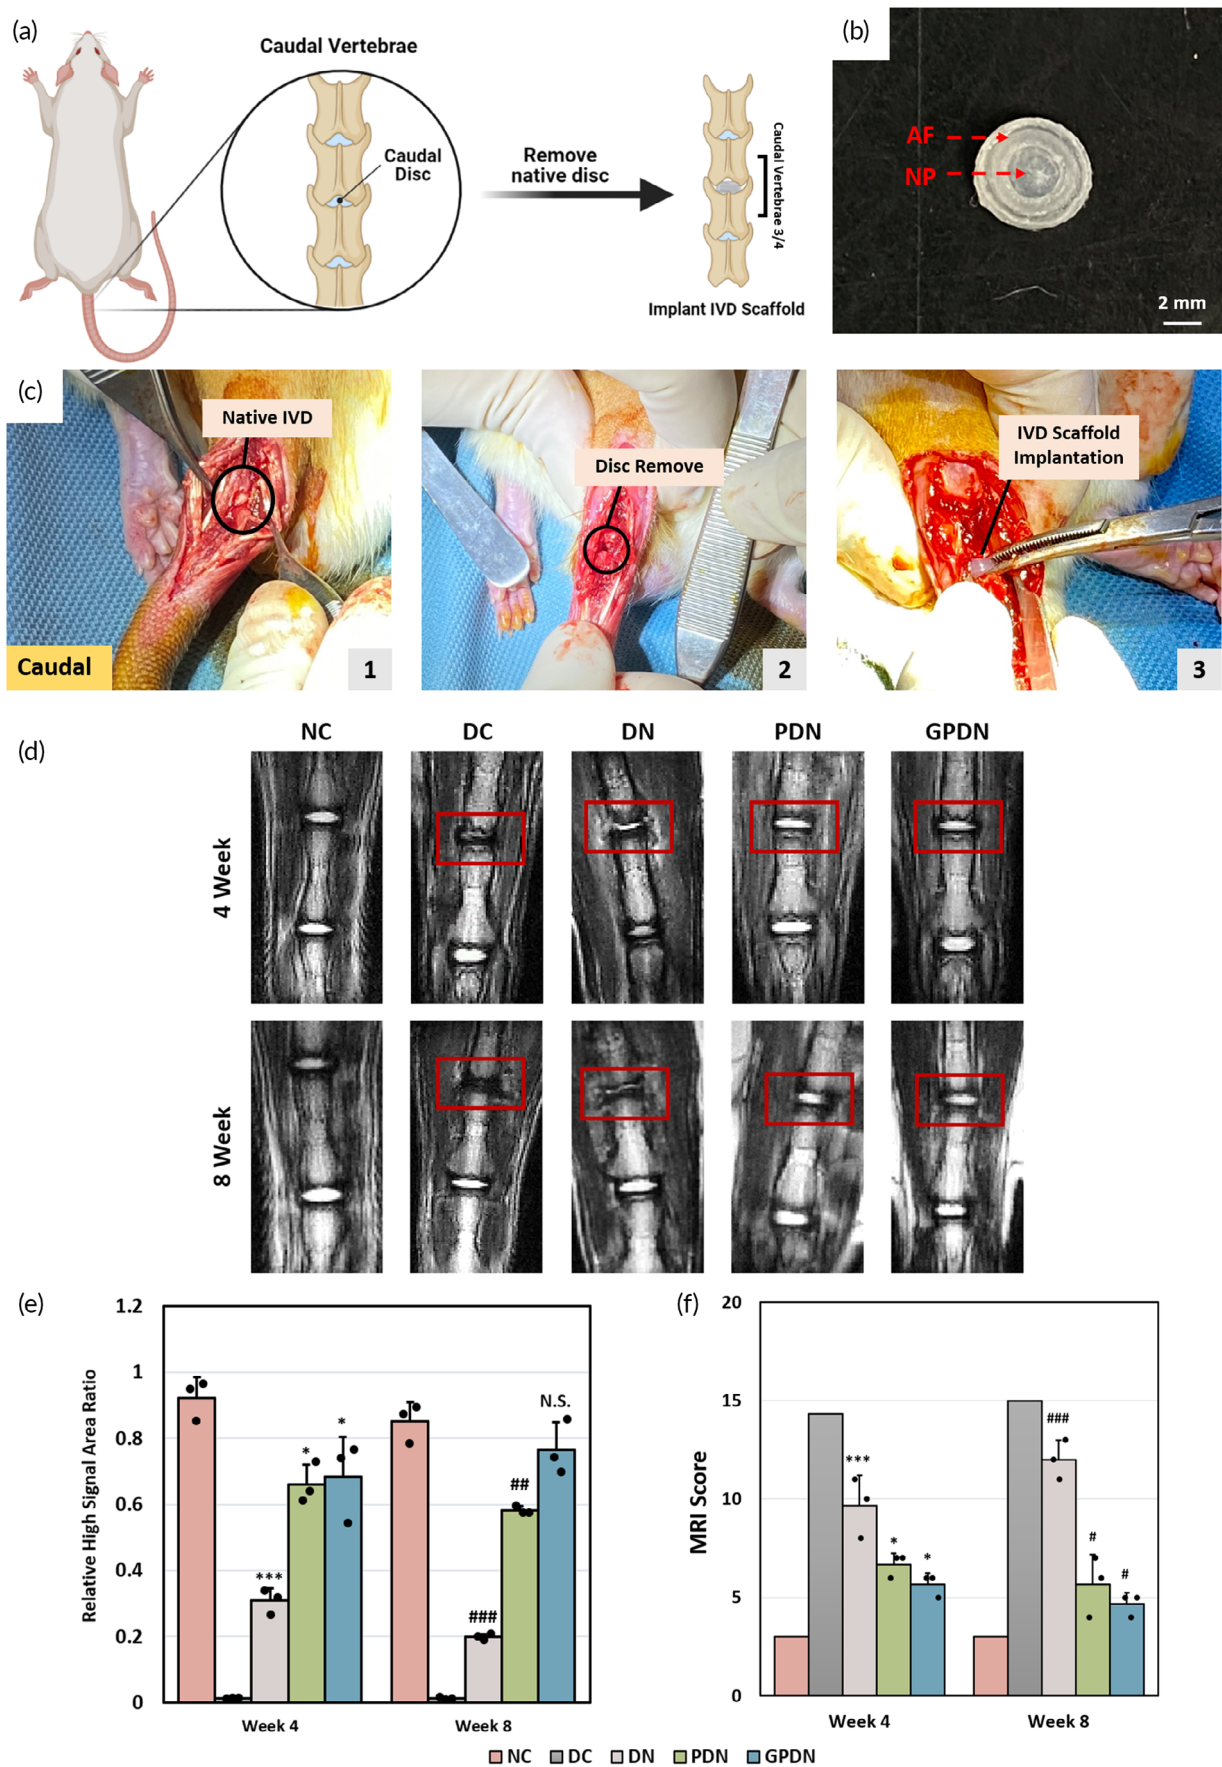 (a)
Caudal Vertebrae
Caudal
Disc
Remove
native disc
Caudal Vertebrae 3/4
Implant IVD Scaffold
(b)
AF
NP
2 mm
(c)
Native IVD
Caudal
1
Disc Remove
2
IVD Scaffold
Implantation
3
(d)
NC
DC
DN
PDN
GPDN
4 Week
8 Week
(e)
Relative High Signal Area Ratio
1.2
1
0.8
0.6
0.4
0.2
0
***
*
*
###
##
N.S.
Week 4
Week 8
(f)
MRI Score
20
15
10
5
0
***
*
*
###
#
#
Week 4
Week 8
NC
DC
DN
PDN
GPDN